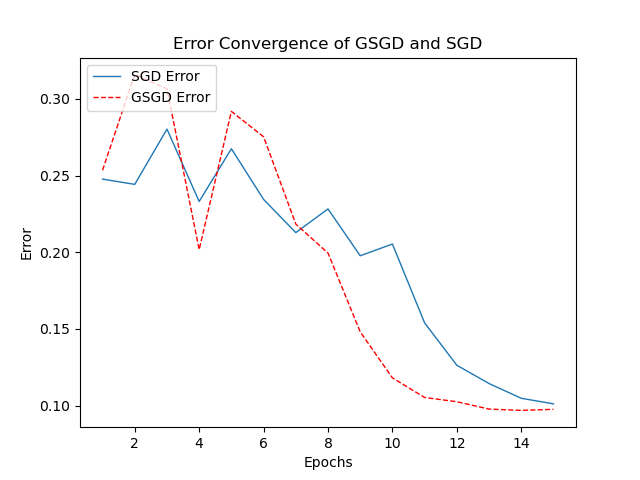 Error Convergence of GSGD and SGD
SGD Error
GSGD Error
0.30
0.25
0.20
0.15
0.10
Error
2 4 6 8 10 12 14
Epochs